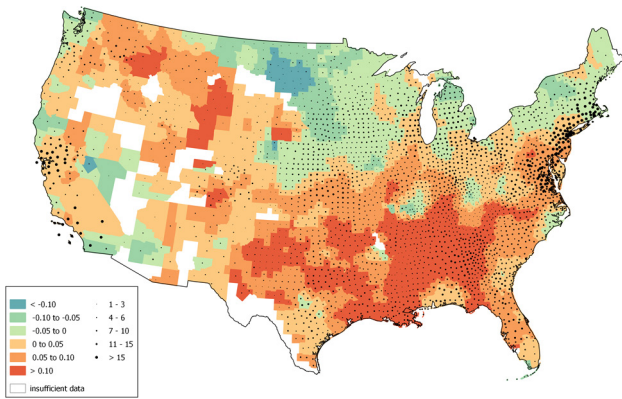 < -0.10
-0.10 to -0.05
-0.05 to 0
0 to 0.05
0.05 to 0.10
> 0.10
insufficient data
1 - 3
4 - 6
7 - 10
11 - 15
> 15